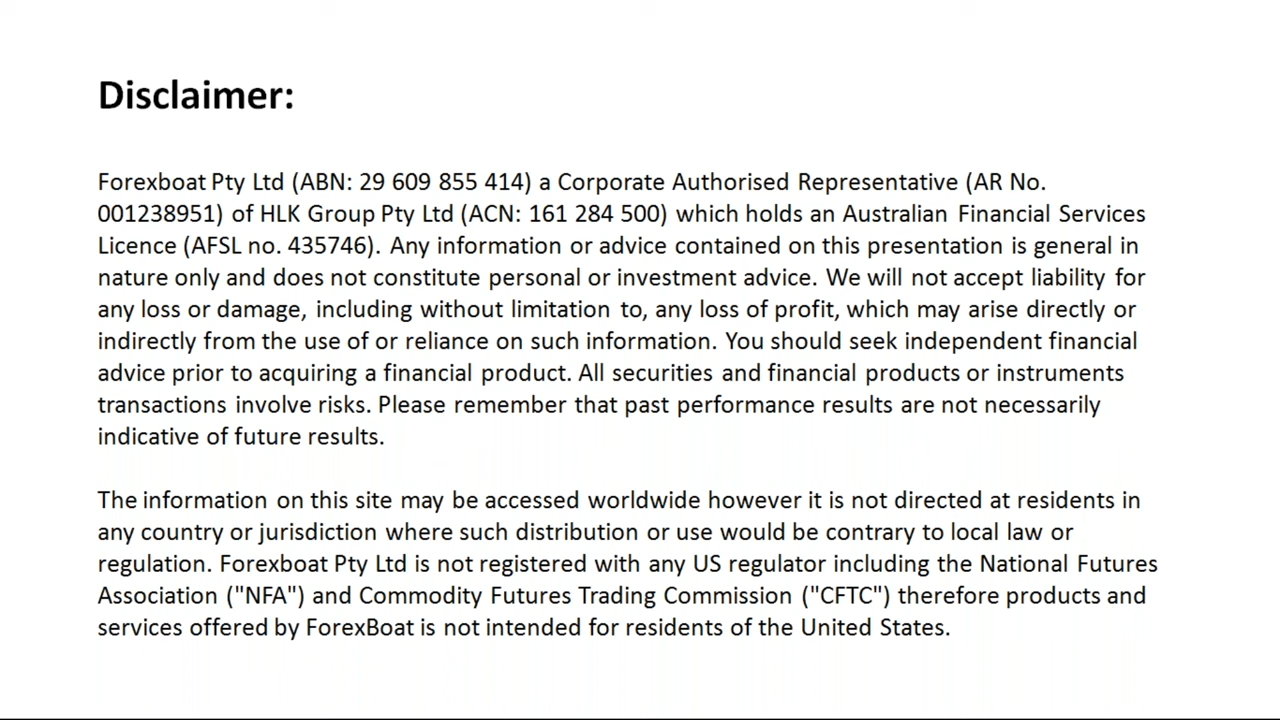 Disclaimer:
Forexboat Pty Ltd (ABN: 29 609 855 414) a Corporate Authorised Representative (AR No.
001238951) of HLK Group Pty Ltd (ACN: 161 284 500) which holds an Australian Financial Services
Licence (AFSL no. 435746). Any information or advice contained on this presentation is general in
nature only and does not constitute personal or investment advice. We will not accept liability for
any loss or damage, including without limitation to, any loss of profit, which may arise directly or
indirectly from the use of or reliance on such information. You should seek independent financial
advice prior to acquiring a financial product. All securities and financial products or instruments
transactions involve risks. Please remember that past performance results are not necessarily
indicative of future results.
The information on this site may be accessed worldwide however it is not directed at residents in
any country or jurisdiction where such distribution or use would be contrary to local law or
regulation. Forexboat Pty Ltd is not registered with any US regulator including the National Futures
Association ("NFA") and Commodity Futures Trading Commission ("CFTC") therefore products and
services offered by ForexBoat is not intended for residents of the United States.